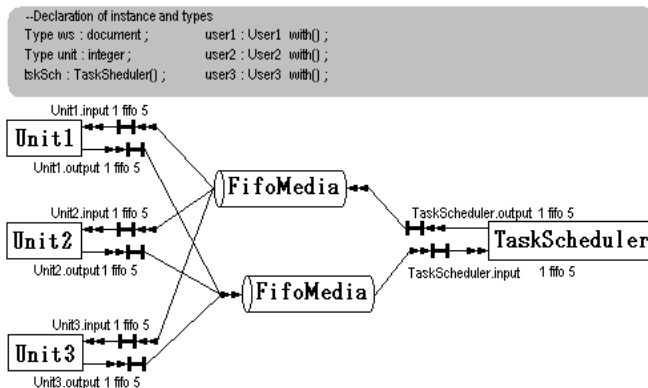 --Declaration of instance and types
Type ws : document ; user1 : User1 with() ;
Type unit : integer ; user2 : User2 with() ;
tskSch : TaskSheduler() ; user3 : User3 with() ;
Unit1.input 1 fifo 5
Unit1
Unit1.output 1 fifo 5
FifoMedia
Unit2.input 1 fifo 5
TaskScheduler.output 1 fifo 5
Unit2
TaskScheduler
Unit2.output 1 fifo 5
TaskScheduler.input 1 fifo 5
FifoMedia
Unit3.input 1 fifo 5
Unit3
Unit3.output 1 fifo 5